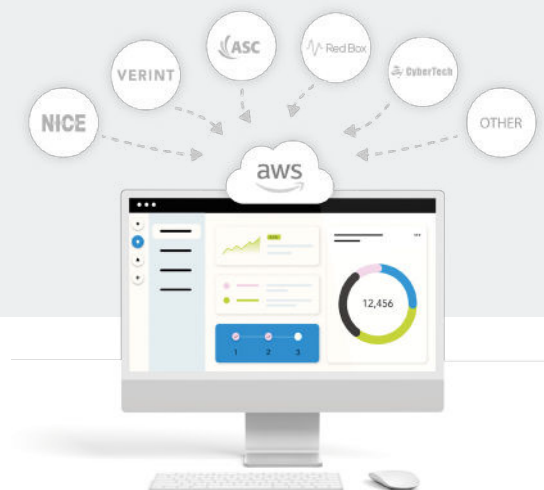 ASC
Red Box
VERINT
CyberTech
NICE
OTHER
aws
12,456
1 2 3